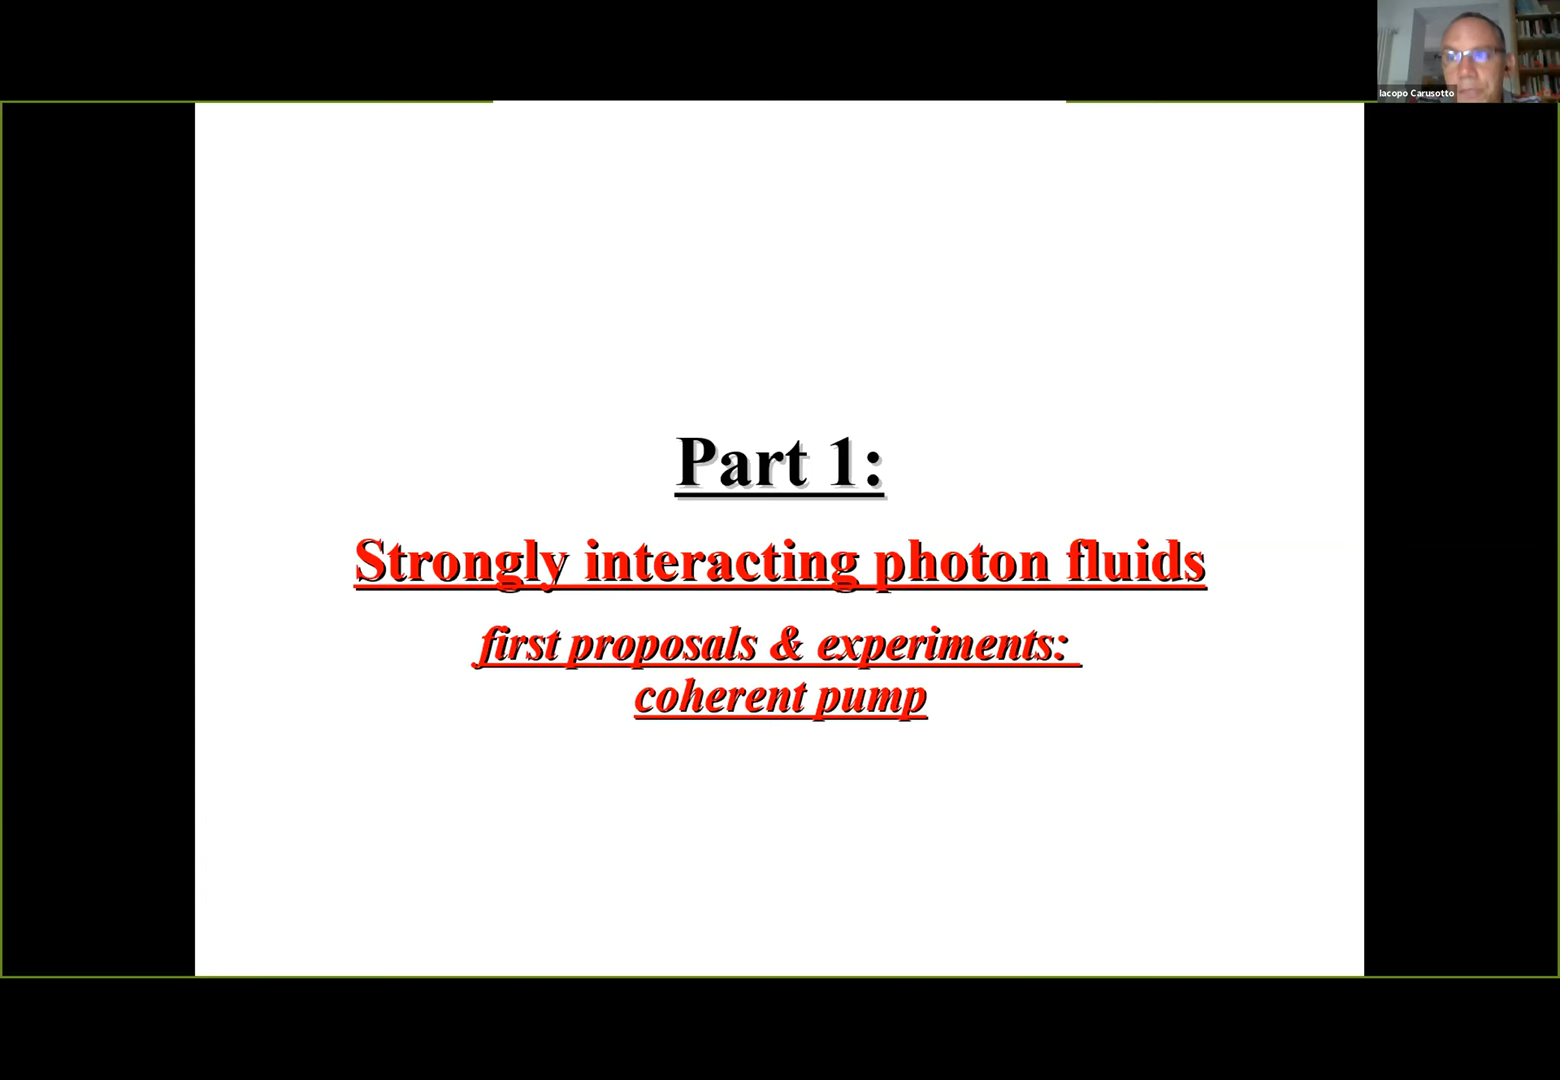 Iacopo Carusotto
Part 1:
Strongly interacting photon fluids
first proposals & experiments:
coherent pump